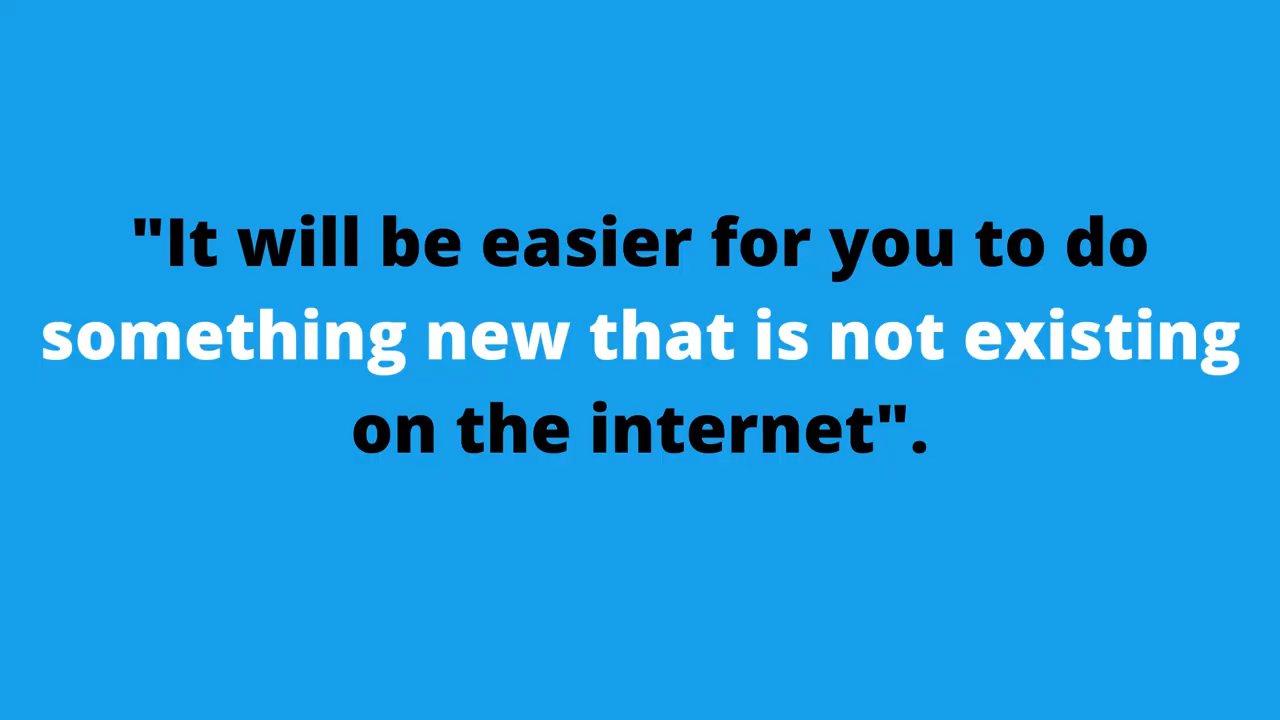 "It will be easier for you to do
something new that is not existing
on the internet".